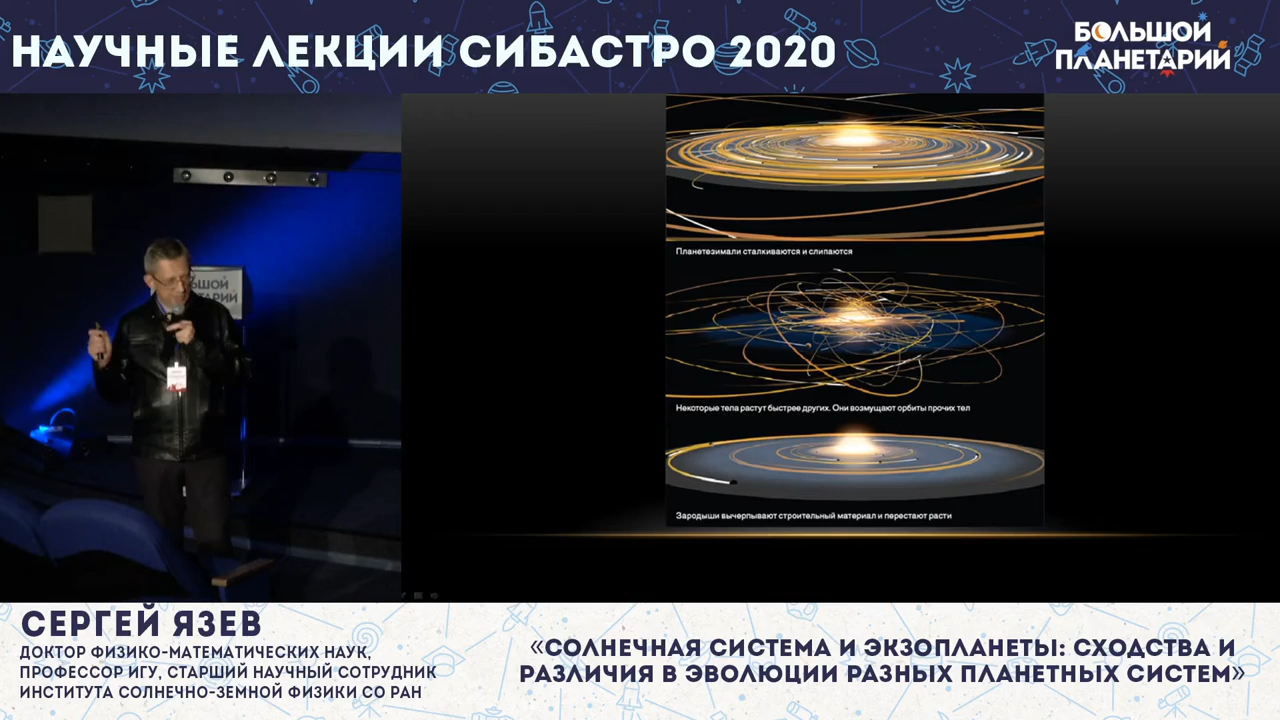 НАУЧНЫЕ ЛЕКЦИИ СИБАСТРО 2020
БОЛЬШОЙ
ПЛАНЕТАРИЙ
Планетезимали сталкиваются и слипаются
Некоторые тела растут быстрее других. Они возмущают орбиты прочих тел
Зародыши вычерпывают строительный материал и перестают расти
СЕРГЕЙ ЯЗЕВ
ДОКТОР ФИЗИКО-МАТЕМАТИЧЕСКИХ НАУК,
ПРОФЕССОР ИГУ, СТАРШИЙ НАУЧНЫЙ СОТРУДНИК
ИНСТИТУТА СОЛНЕЧНО-ЗЕМНОЙ ФИЗИКИ СО РАН
«СОЛНЕЧНАЯ СИСТЕМА И ЭКЗОПЛАНЕТЫ: СХОДСТВА И
РАЗЛИЧИЯ В ЭВОЛЮЦИИ РАЗНЫХ ПЛАНЕТНЫХ СИСТЕМ»